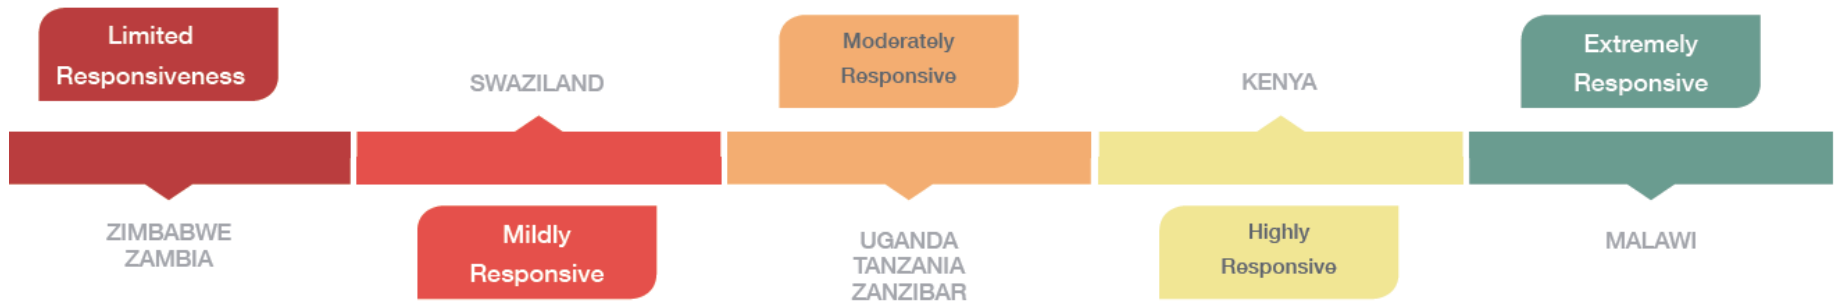 Limited
Responsiveness
ZIMBABWE
ZAMBIA
SWAZILAND
Mildly
Responsive
Moderately
Responsive
UGANDA
TANZANIA
ZANZIBAR
KENYA
Highly
Responsive
Extremely
Responsive
MALAWI